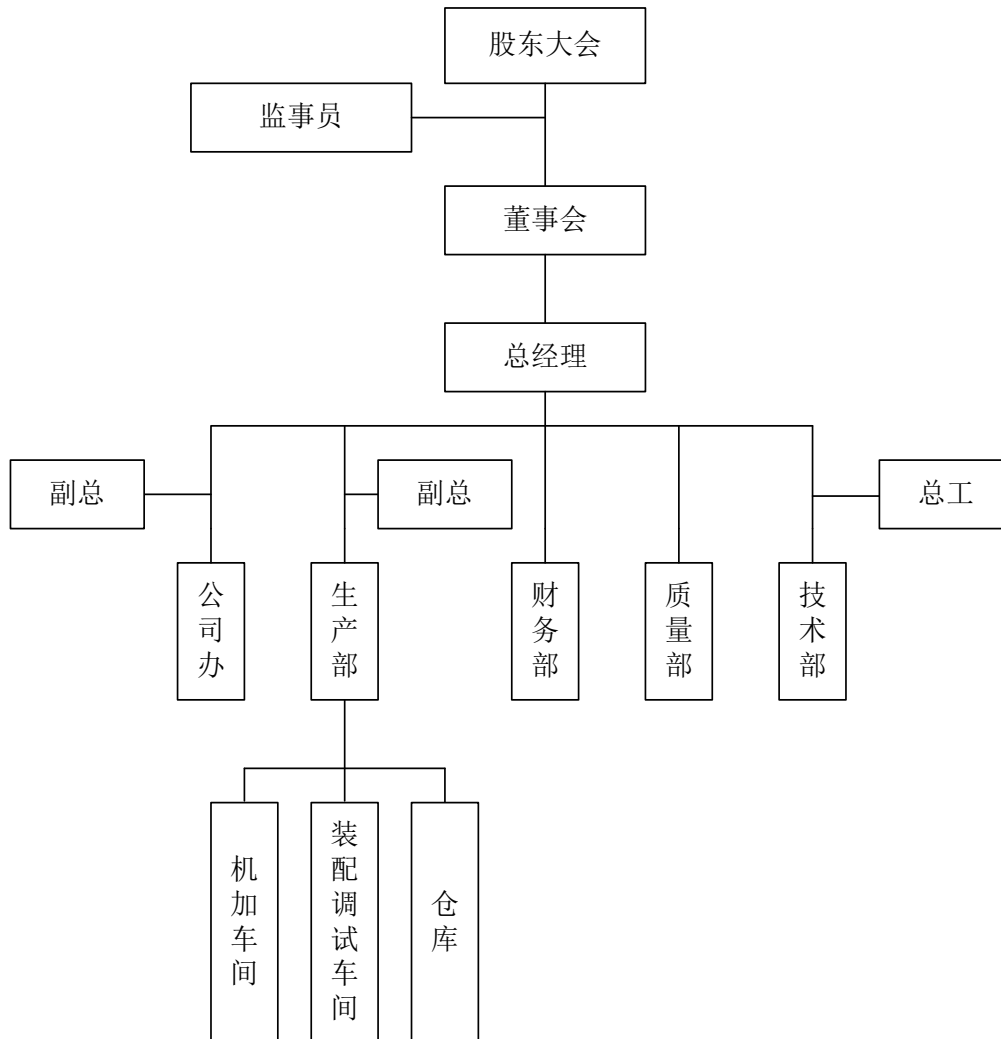 股东大会
监事员
董事会
总经理
副总
副总
总工
公司办
生产部
财务部
质量部
技术部
机加车间
装配调试车间
仓库